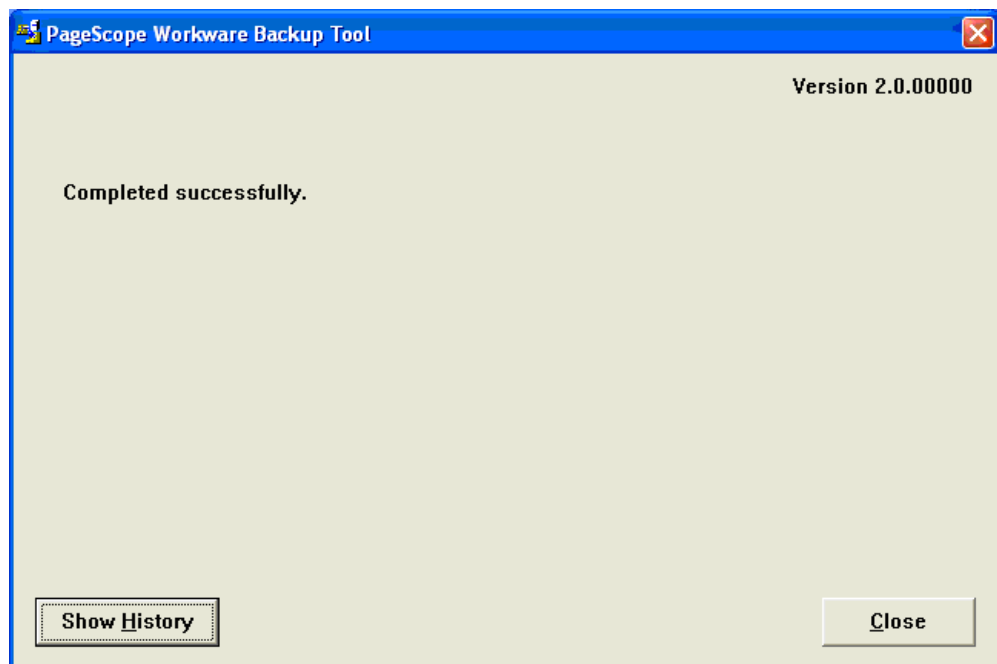 PageScope Workware Backup Tool
Version 2.0.00000
Completed successfully.
Show History
Close